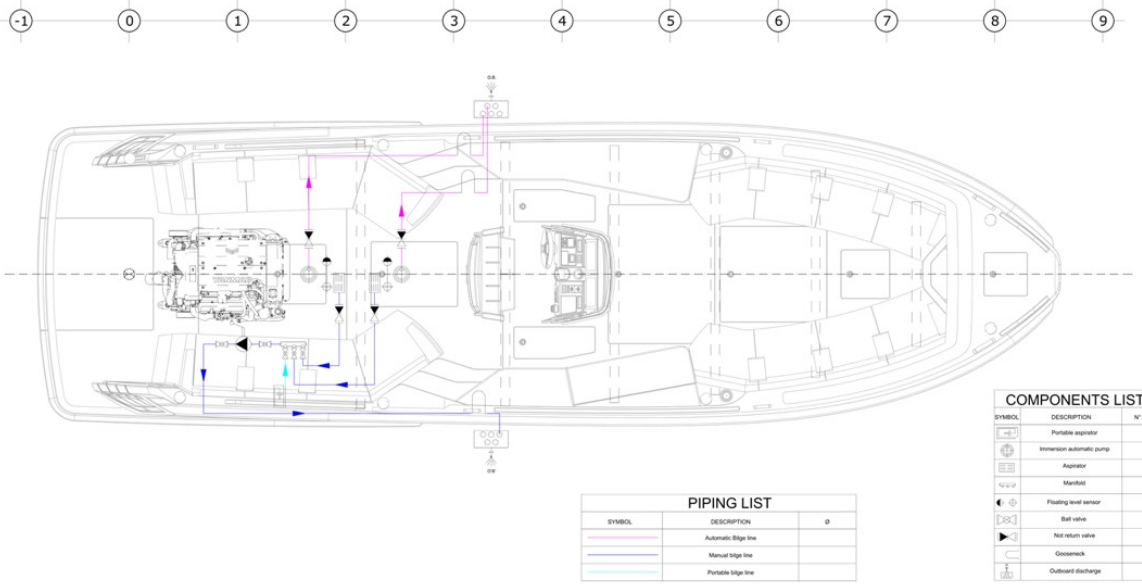 -1 0 1 2 3 4 5 6 7 8 9
O.B.
YANMAR
O.B.
COMPONENTS LIST
SYMBOL DESCRIPTION N°
Portable aspirator
Immersion automatic pump
Aspirator
Manifold
Floating level sensor
Ball valve
Not return valve
Gooseneck
Outboard discharge
PIPING LIST
SYMBOL DESCRIPTION Ø
Automatic Bilge line
Manual bilge line
Portable bilge line